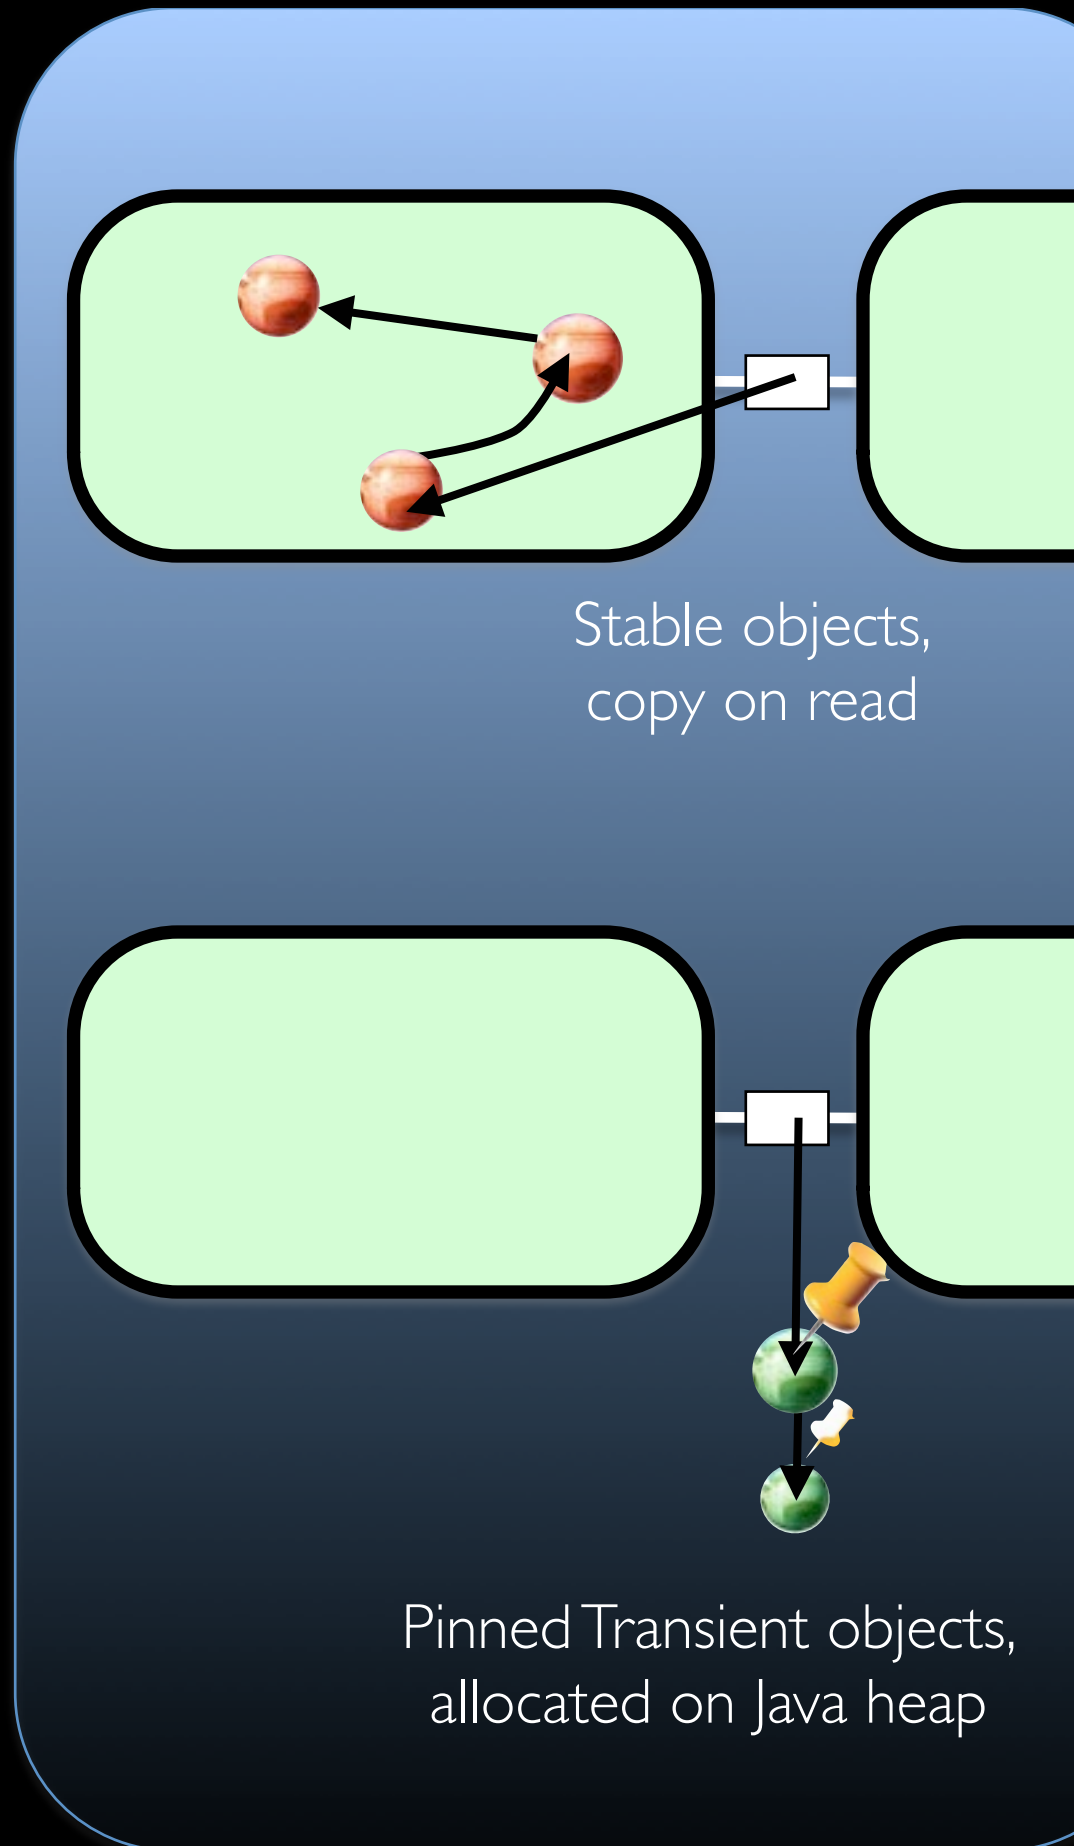 Stable objects,
copy on read
Pinned Transient objects,
allocated on Java heap